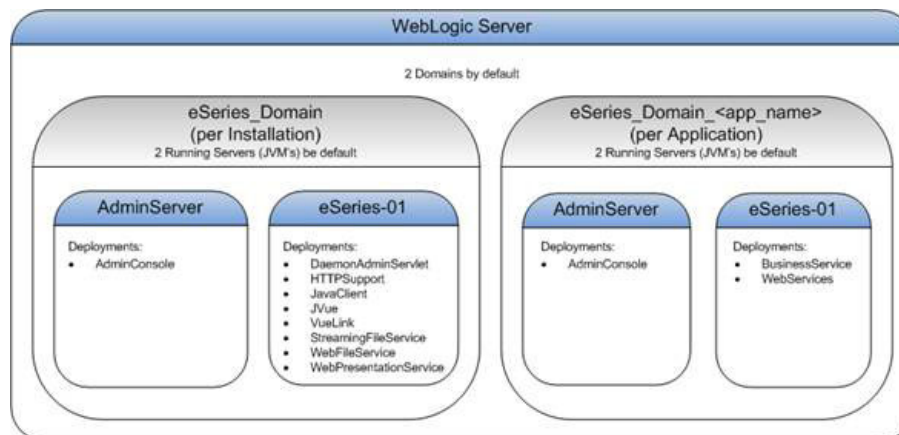 WebLogic Server
2 Domains by default
eSeries_Domain
(per Installation)
2 Running Servers (JVM's) be default
AdminServer
Deployments:
• AdminConsole
eSeries-01
Deployments:
• DaemonAdminServlet
• HTTPSupport
• JavaClient
• JVue
• VueLink
• StreamingFileService
• WebFileService
• WebPresentationService
eSeries_Domain_<app_name>
(per Application)
2 Running Servers (JVM's) be default
AdminServer
Deployments:
• AdminConsole
eSeries-01
Deployments:
• BusinessService
• WebServices